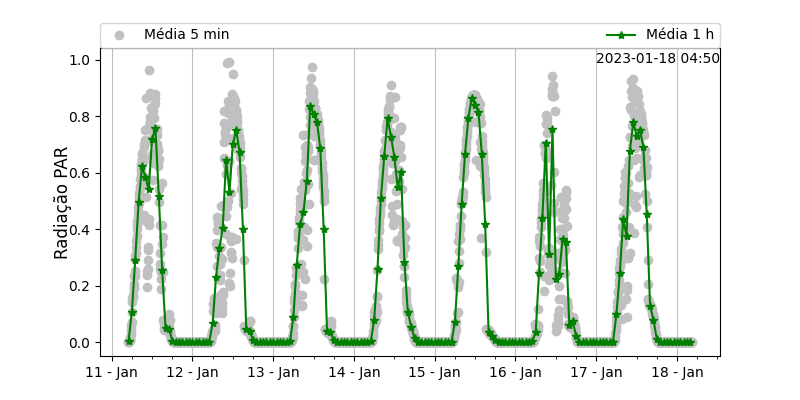 Média 5 min
Média 1 h
2023-01-18 04:50
Radiação PAR
1.0
0.8
0.6
0.4
0.2
0.0
11 - Jan
12 - Jan
13 - Jan
14 - Jan
15 - Jan
16 - Jan
17 - Jan
18 - Jan